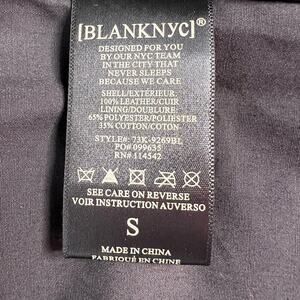 [BLANKNYC]®
DESIGNED FOR YOU
BY OUR NYC TEAM
IN THE CITY THAT
NEVER SLEEPS
BECAUSE WE CARE
SHELL/EXTÉRIEUR:
100% LEATHER/CUIR
LINING/DOUBLURE:
65% POLYESTER/POLIESTER
35% COTTON/COTON
STYLE#: 73K-9269BL
PO# 099635
RN# 114542
SEE CARE ON REVERSE
VOIR INSTRUCTION AUVERSO
S
MADE IN CHINA
FABRIQUÉ EN CHINE